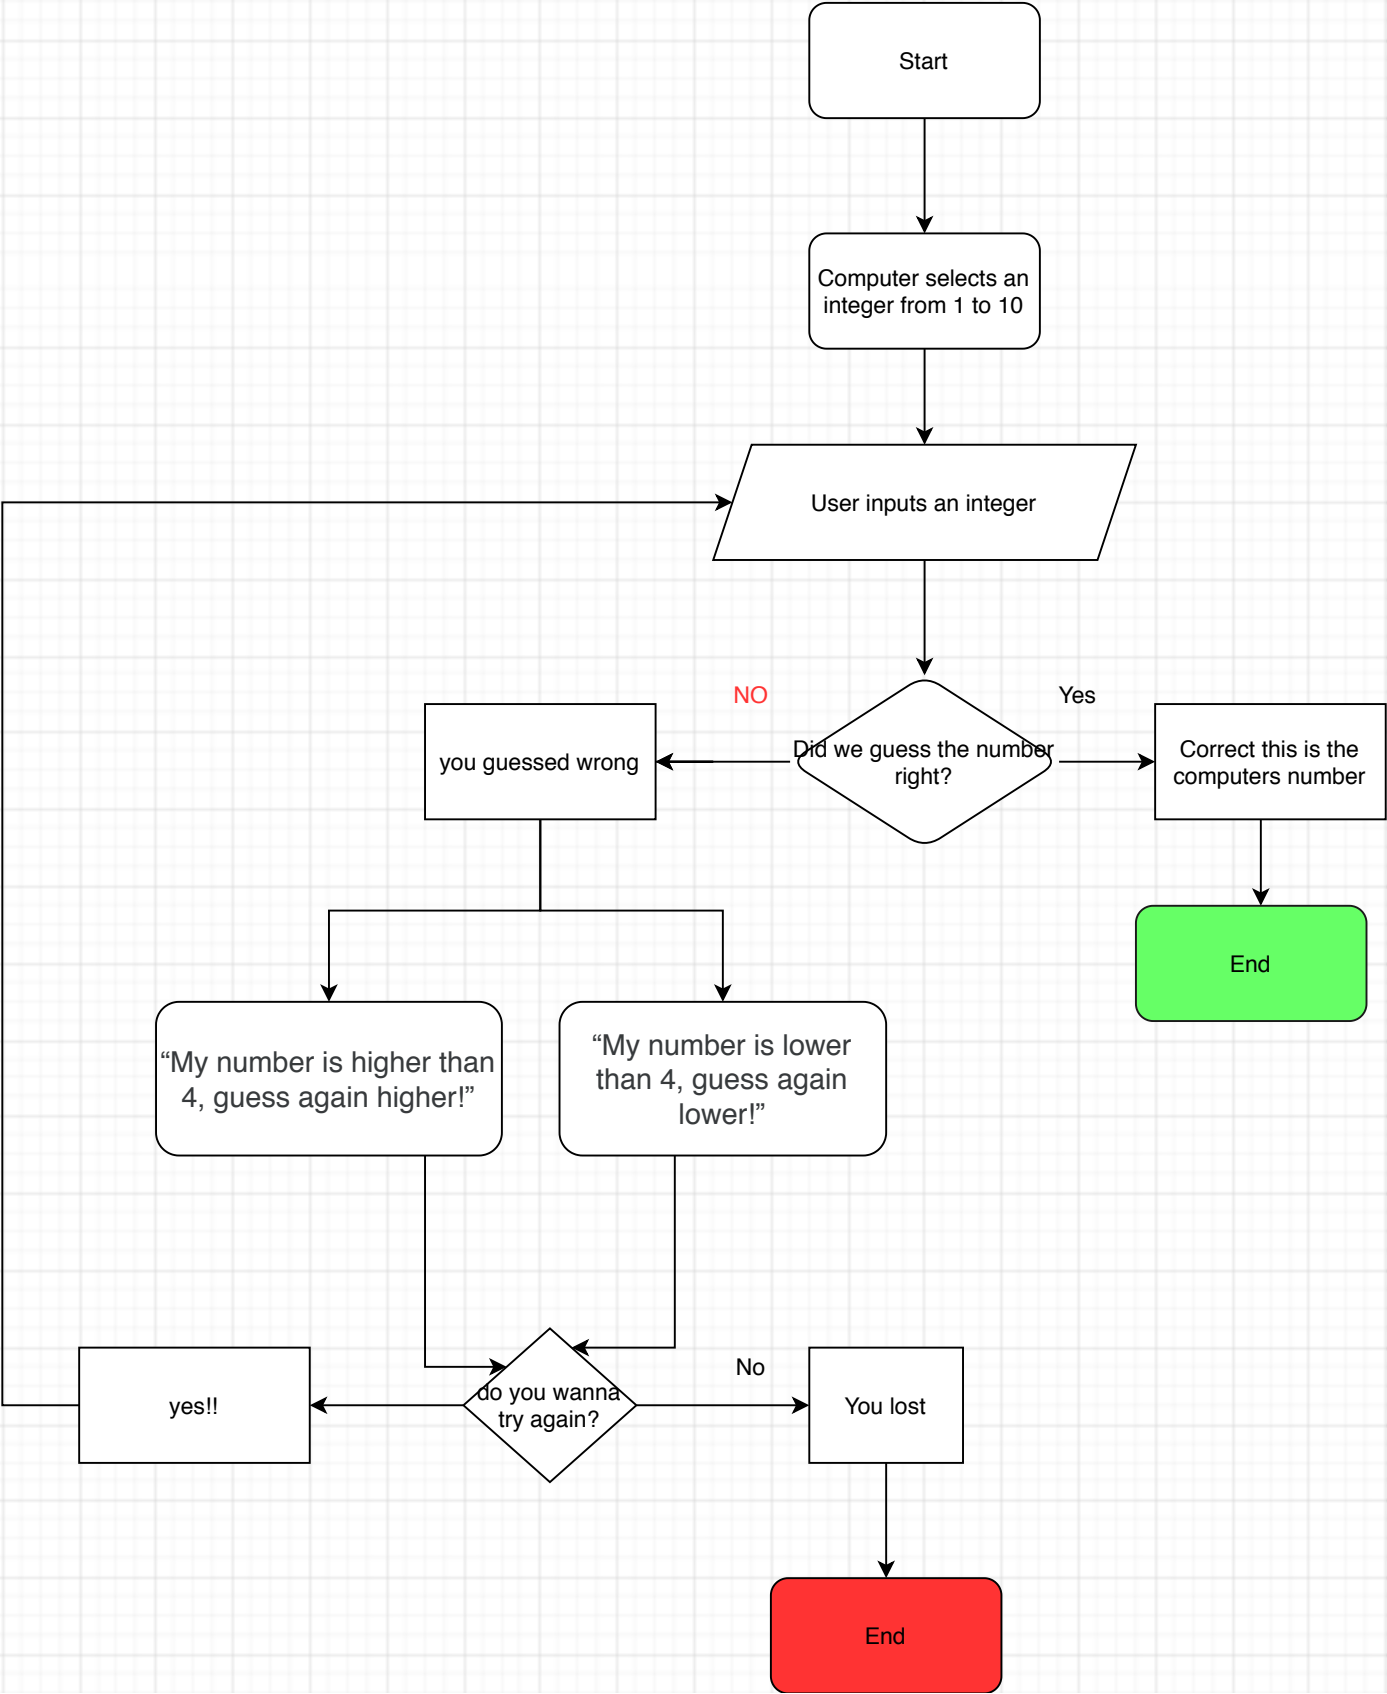 Start
Computer selects an
integer from 1 to 10
User inputs an integer
NO
Yes
you guessed wrong
Did we guess the number
right?
Correct this is the
computers number
End
“My number is higher than
4, guess again higher!”
“My number is lower
than 4, guess again
lower!”
yes!!
do you wanna
try again?
No
You lost
End